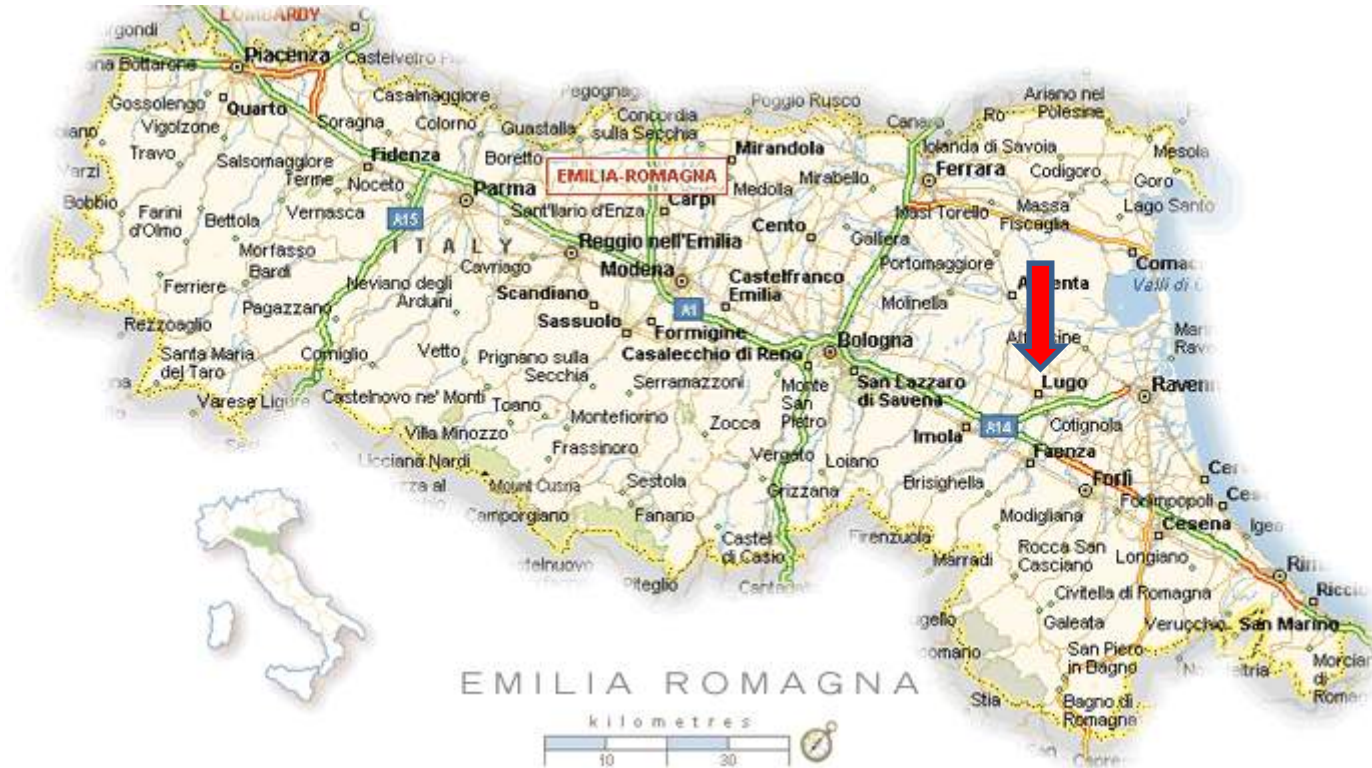 LOMBARDY
Piacenza
Gossolengo
Quarto
Vigolzone
Travo
Casalmaggiore
Soragna
Colorno
Guastalla
Concordia
sulla Secchia
Poggio Rusco
Ariano nel
Polesine
Ro
Salsomaggiore
Terme
Fidenza
Noceto
Boretto
Mirandola
EMILIA-ROMAGNA
Medolla
Mirabello
Ferrara
Jolanda di Savoia
Codigoro
Mesola
Goro
Lago Santo
Bobbio
Farini
d'Olmo
Bettola
Vernasca
A15
Parma
Sant'Ilario d'Enza
Carpi
Cento
Masi Torello
Massa
Fiscaglia
ITALY
Morfasso
Bardi
Cavriago
Reggio nell'Emilia
Modena
Gallera
Portomaggiore
Ferriere
Pagazzano
Neviano degli
Arduini
Scandiano
Castelfranco
Emilia
Molinella
Valli di
Rezzoaglio
Sassuolo
A1
Formigine
Bologna
Santa Maria
del Taro
Corniglio
Vetto
Prignano sulla
Secchia
Casalecchio di Reno
Serramazzoni
Monte
San
Pietro
San Lazzaro
di Savena
Lugo
Varese Ligure
Castelnovo ne' Monti
Toano
Montefiorino
Zocca
Imola
A14
Cotignola
Villa Minozzo
Frassinoro
Vergato
Loiano
Faenza
Licciana Nardi
Mount Cusna
Sestola
Grizzana
Brisighella
Forlì
Forlimpopoli
Camporgiano
Fanano
Castel
di Casio
Firenzuola
Modigliana
Cesena
Marradi
Rocca San
Casciano
Longiano
Piteglio
Civitella di Romagna
Galeata
Verucchio
San Marino
San Piero
in Bagno
Stia
Bagno di
Romagna
EMILIA ROMAGNA
kilometres
10 30